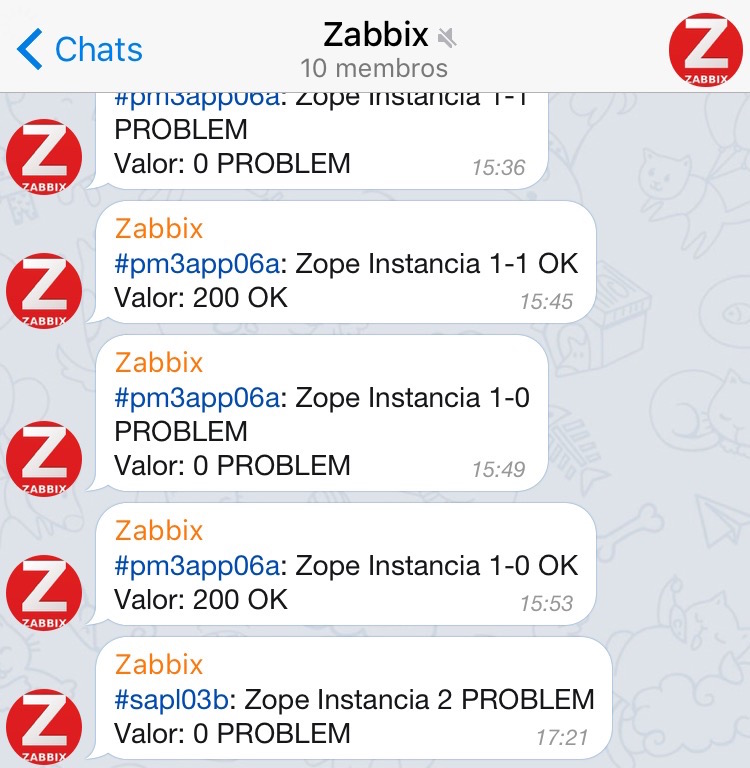 Chats
Zabbix
10 membros
ZABBIX
#pm3app06a: Zope Instancia 1-1
PROBLEM
Valor: 0 PROBLEM
15:36
Z
ZABBIX
Zabbix
#pm3app06a: Zope Instancia 1-1 OK
Valor: 200 OK
15:45
Z
ZABBIX
Zabbix
#pm3app06a: Zope Instancia 1-0
PROBLEM
Valor: 0 PROBLEM
15:49
Z
ZABBIX
Zabbix
#pm3app06a: Zope Instancia 1-0 OK
Valor: 200 OK
15:53
Z
ZABBIX
Zabbix
#sapl03b: Zope Instancia 2 PROBLEM
Valor: 0 PROBLEM
17:21
Z
ZABBIX